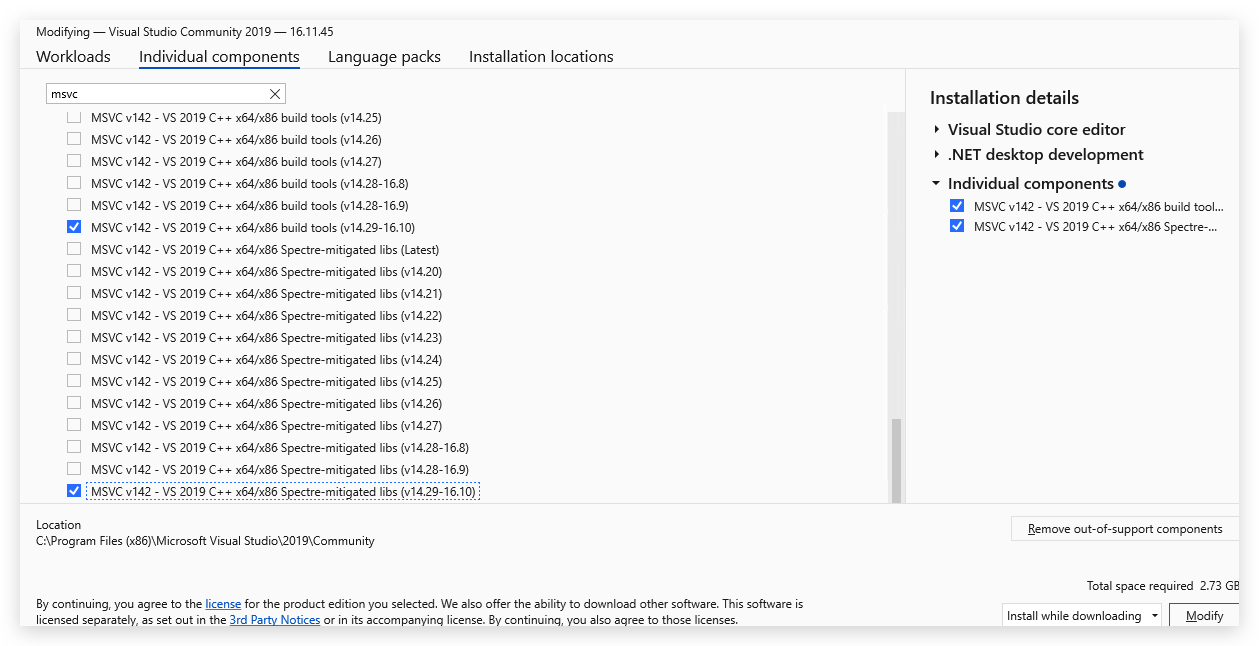 Modifying — Visual Studio Community 2019 — 16.11.45
Workloads Individual components Language packs Installation locations
msvc
MSVC v142 - VS 2019 C++ x64/x86 build tools (v14.25)
MSVC v142 - VS 2019 C++ x64/x86 build tools (v14.26)
MSVC v142 - VS 2019 C++ x64/x86 build tools (v14.27)
MSVC v142 - VS 2019 C++ x64/x86 build tools (v14.28-16.8)
MSVC v142 - VS 2019 C++ x64/x86 build tools (v14.28-16.9)
MSVC v142 - VS 2019 C++ x64/x86 build tools (v14.29-16.10)
MSVC v142 - VS 2019 C++ x64/x86 Spectre-mitigated libs (Latest)
MSVC v142 - VS 2019 C++ x64/x86 Spectre-mitigated libs (v14.20)
MSVC v142 - VS 2019 C++ x64/x86 Spectre-mitigated libs (v14.21)
MSVC v142 - VS 2019 C++ x64/x86 Spectre-mitigated libs (v14.22)
MSVC v142 - VS 2019 C++ x64/x86 Spectre-mitigated libs (v14.23)
MSVC v142 - VS 2019 C++ x64/x86 Spectre-mitigated libs (v14.24)
MSVC v142 - VS 2019 C++ x64/x86 Spectre-mitigated libs (v14.25)
MSVC v142 - VS 2019 C++ x64/x86 Spectre-mitigated libs (v14.26)
MSVC v142 - VS 2019 C++ x64/x86 Spectre-mitigated libs (v14.27)
MSVC v142 - VS 2019 C++ x64/x86 Spectre-mitigated libs (v14.28-16.8)
MSVC v142 - VS 2019 C++ x64/x86 Spectre-mitigated libs (v14.28-16.9)
MSVC v142 - VS 2019 C++ x64/x86 Spectre-mitigated libs (v14.29-16.10)
Installation details
Visual Studio core editor
.NET desktop development
Individual components
MSVC v142 - VS 2019 C++ x64/x86 build tool...
MSVC v142 - VS 2019 C++ x64/x86 Spectre-...
Location
C:\Program Files (x86)\Microsoft Visual Studio\2019\Community
Remove out-of-support components
Total space required 2.73 GB
By continuing, you agree to the license for the product edition you selected. We also offer the ability to download other software. This software is
licensed separately, as set out in the 3rd Party Notices or in its accompanying license. By continuing, you also agree to those licenses.
Install while downloading
Modify